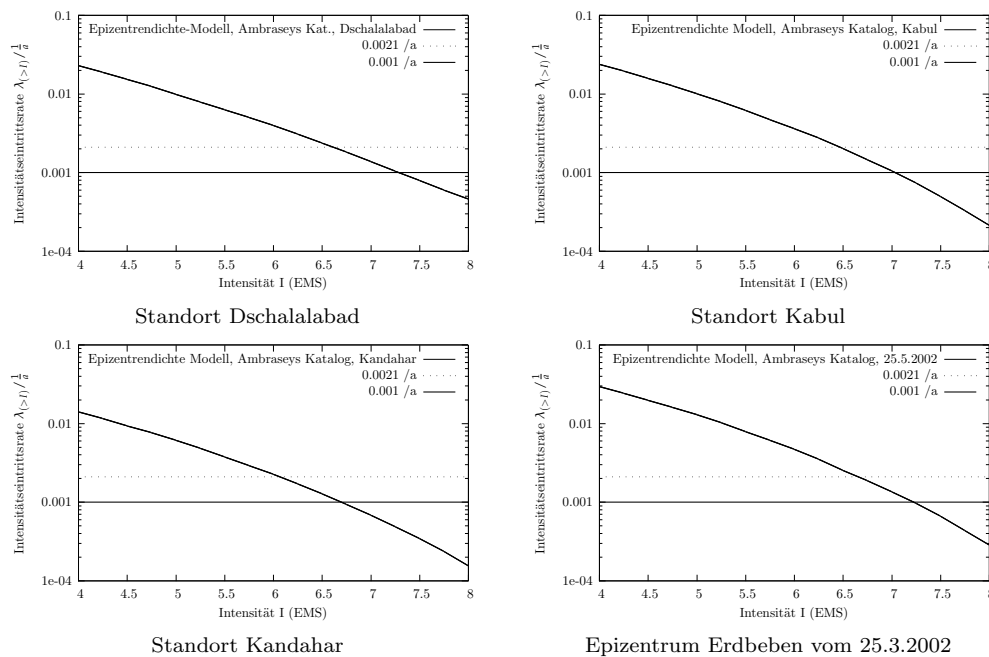 Epizentrendichte-Modell, Ambraseys Kat., Dschalalabad
0.0021 /a
0.001 /a
0.1
0.01
0.001
1e-04
4 4.5 5 5.5 6 6.5 7 7.5 8
Intensitätseintrittsrate λ(>I)/1/a
Intensität I (EMS)
Standort Dschalalabad
Epizentrendichte Modell, Ambraseys Katalog, Kabul
0.0021 /a
0.001 /a
0.1
0.01
0.001
1e-04
4 4.5 5 5.5 6 6.5 7 7.5 8
Intensitätseintrittsrate λ(>I)/1/a
Intensität I (EMS)
Standort Kabul
Epizentrendichte Modell, Ambraseys Katalog, Kandahar
0.0021 /a
0.001 /a
0.1
0.01
0.001
1e-04
4 4.5 5 5.5 6 6.5 7 7.5 8
Intensitätseintrittsrate λ(>I)/1/a
Intensität I (EMS)
Standort Kandahar
Epizentrendichte Modell, Ambraseys Katalog, 25.5.2002
0.0021 /a
0.001 /a
0.1
0.01
0.001
1e-04
4 4.5 5 5.5 6 6.5 7 7.5 8
Intensitätseintrittsrate λ(>I)/1/a
Intensität I (EMS)
Epizentrum Erdbeben vom 25.3.2002